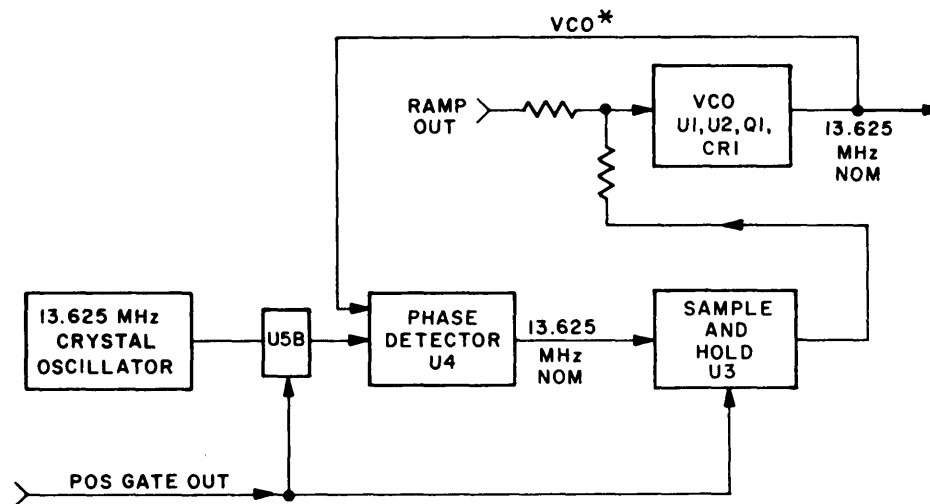 VCO*
RAMP
OUT
VCO
U1, U2, Q1,
CR1
13.625
MHz
NOM
13.625 MHz
CRYSTAL
OSCILLATOR
U5B
PHASE
DETECTOR
U4
13.625
MHz
NOM
SAMPLE
AND
HOLD
U3
POS GATE OUT